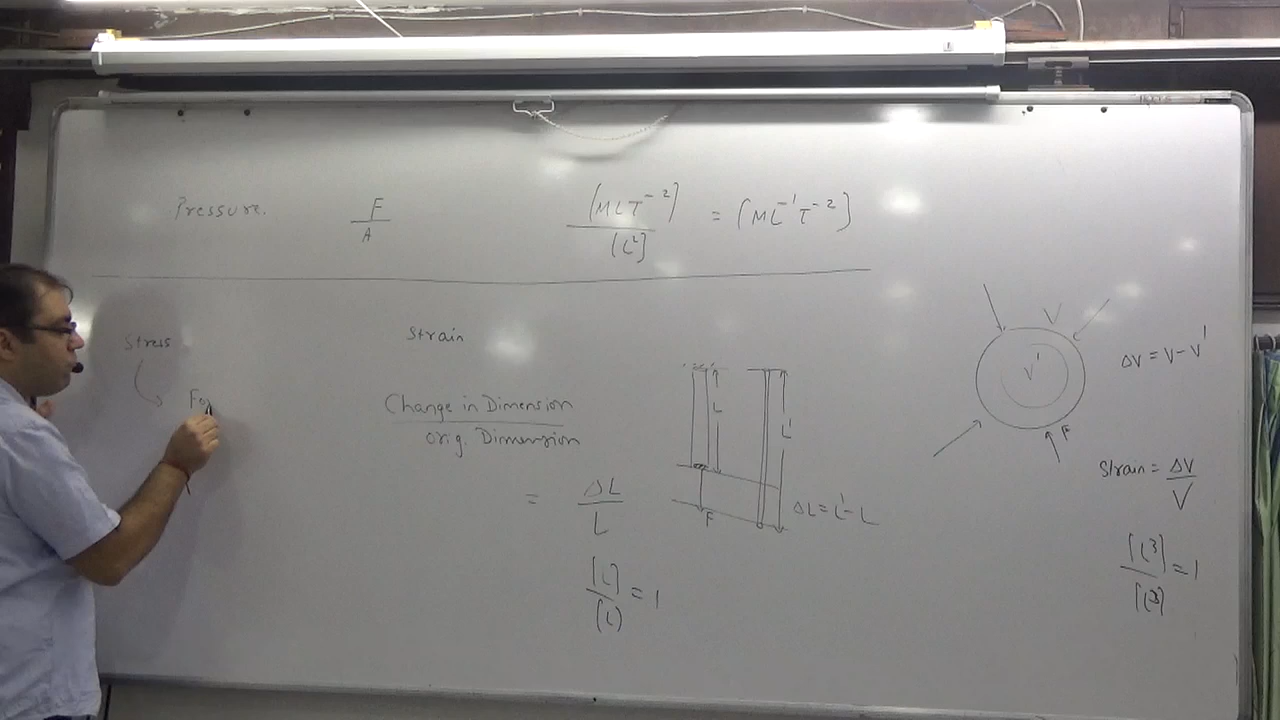 Pressure. F/A (MLT⁻²)/[L²] = (ML⁻¹T⁻²]
Stress
Fo
Strain
Change in Dimension
orig. Dimension
= ΔL/L
[L]/(L) = 1
L
L'
F
ΔL = L' - L
V
V'
F
ΔV = V - V'
Strain = ΔV/V
[L³]/[L³] = 1